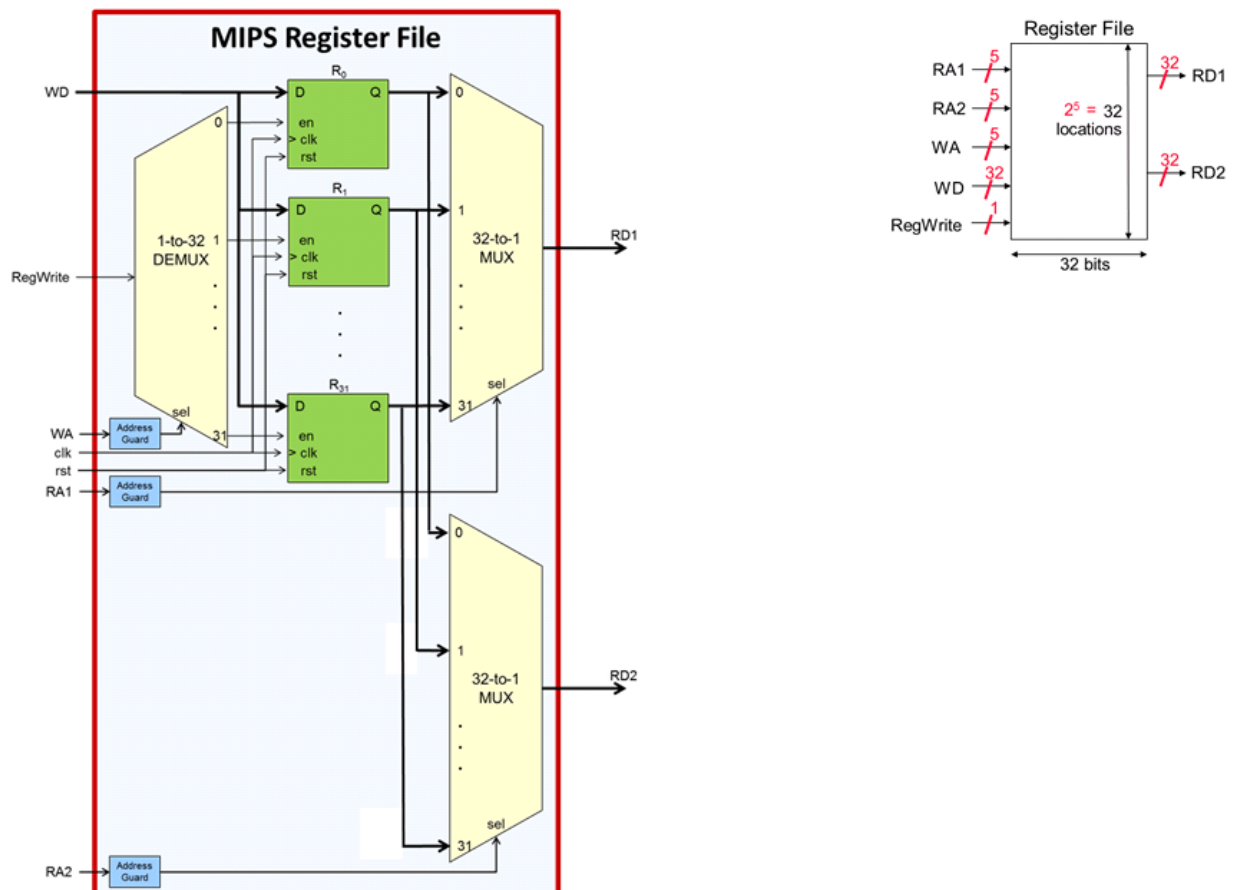 MIPS Register File
WD
RegWrite
WA
clk
rst
RA1
RA2
1-to-32
DEMUX
0
1
31
sel
Address
Guard
Address
Guard
Address
Guard
R0
D Q
en
> clk
rst
R1
D Q
en
> clk
rst
R31
D Q
en
> clk
rst
0
1
32-to-1
MUX
sel
31
RD1
0
1
32-to-1
MUX
sel
31
RD2
Register File
RA1 5
RA2 5
WA 5
WD 32
RegWrite 1
2⁵ = 32
locations
32 RD1
32 RD2
32 bits